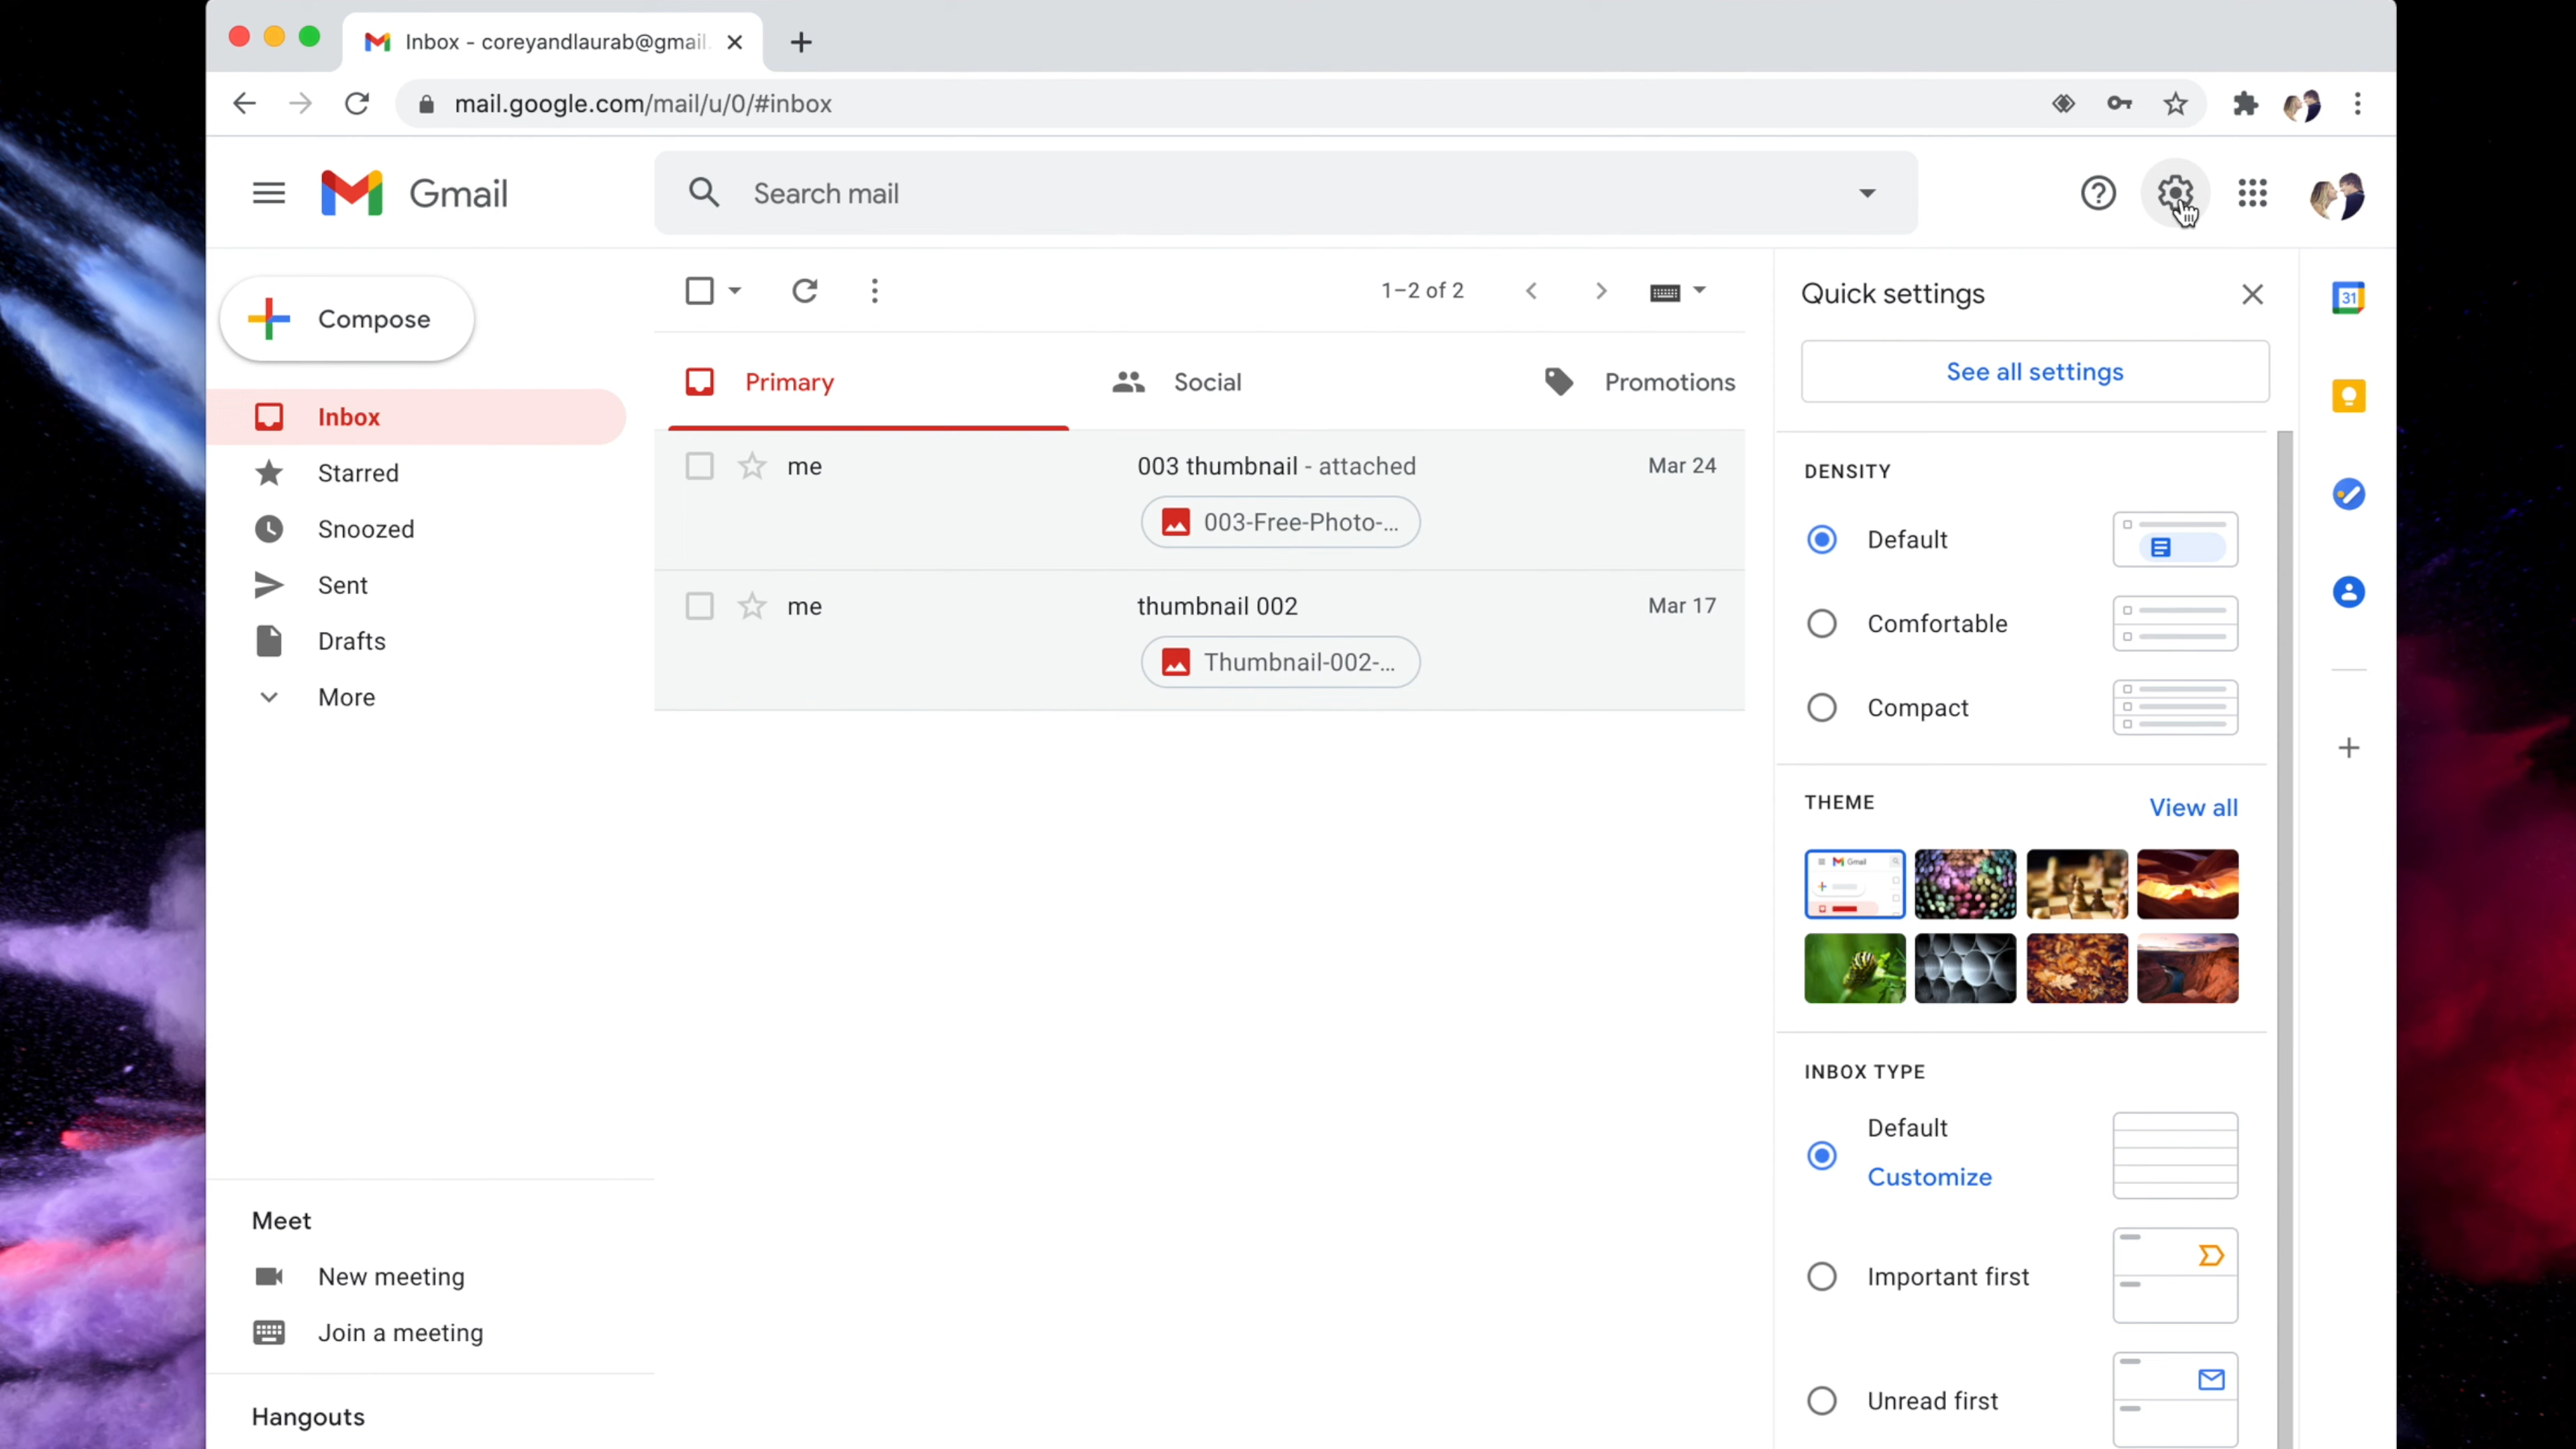 Inbox - coreyandlaurab@gmail.
mail.google.com/mail/u/0/#inbox
Gmail
Search mail
Compose
Inbox
Starred
Snoozed
Sent
Drafts
More
Meet
New meeting
Join a meeting
Hangouts
1–2 of 2
Primary
Social
Promotions
me 003 thumbnail - attached Mar 24
003-Free-Photo-...
me thumbnail 002 Mar 17
Thumbnail-002-...
Quick settings
See all settings
DENSITY
Default
Comfortable
Compact
THEME View all
Gmail
INBOX TYPE
Default
Customize
Important first
Unread first
31